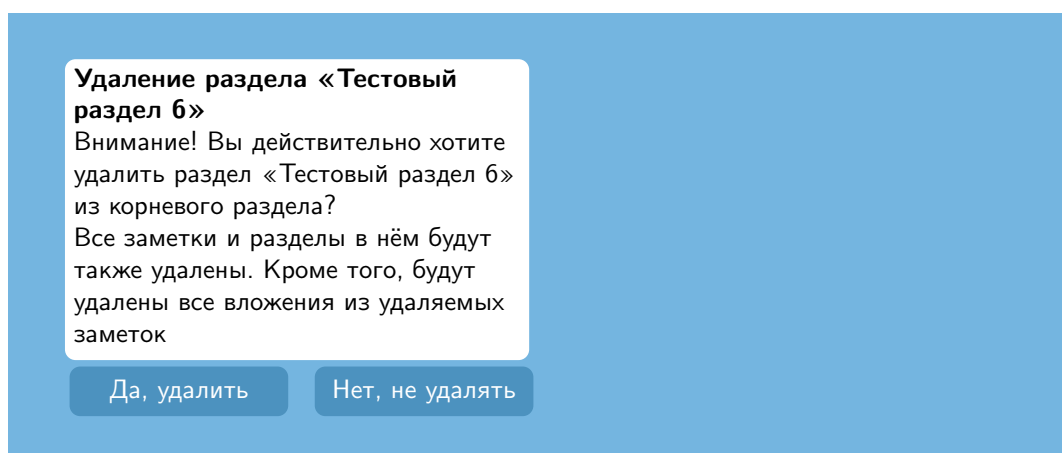 Удаление раздела «Тестовый
раздел 6»
Внимание! Вы действительно хотите
удалить раздел «Тестовый раздел 6»
из корневого раздела?
Все заметки и разделы в нём будут
также удалены. Кроме того, будут
удалены все вложения из удаляемых
заметок
Да, удалить
Нет, не удалять